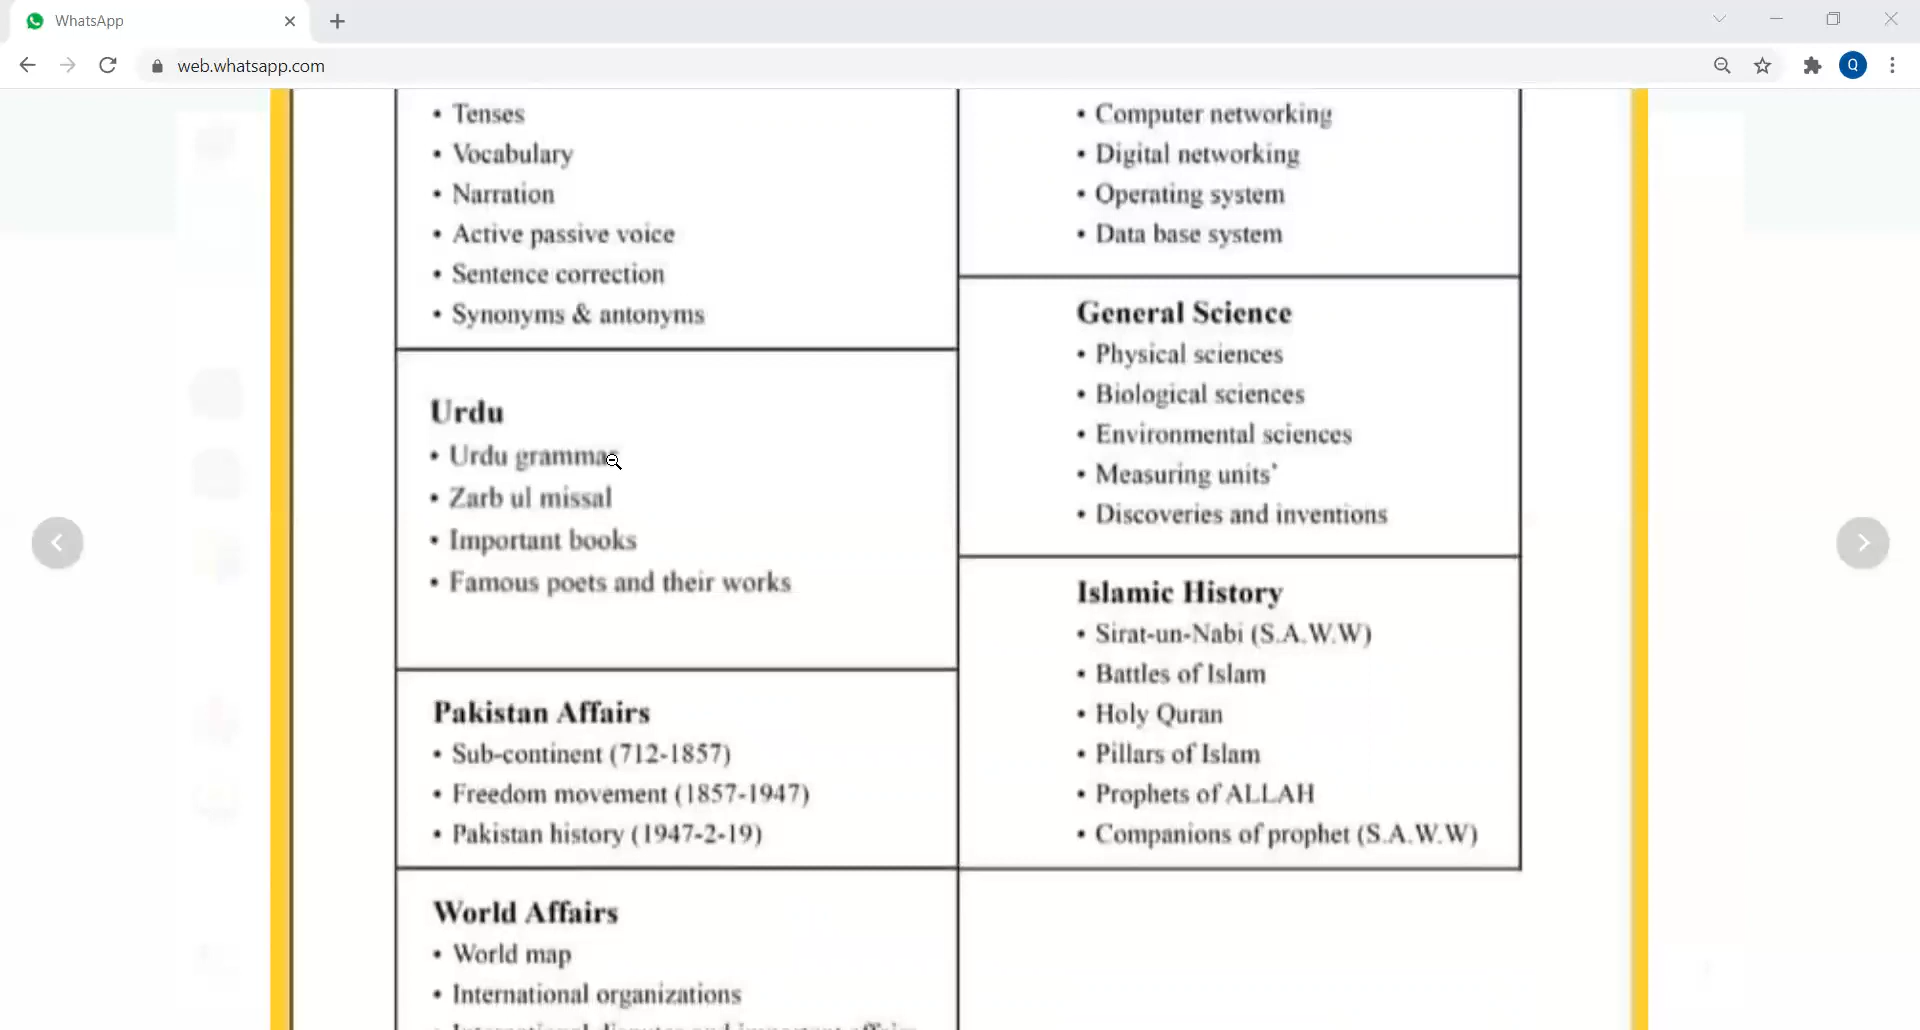 WhatsApp
web.whatsapp.com
Q
• Tenses
• Vocabulary
• Narration
• Active passive voice
• Sentence correction
• Synonyms & antonyms
Urdu
• Urdu grammar
• Zarb ul missal
• Important books
• Famous poets and their works
Pakistan Affairs
• Sub-continent (712-1857)
• Freedom movement (1857-1947)
• Pakistan history (1947-2-19)
World Affairs
• World map
• International organizations
• Computer networking
• Digital networking
• Operating system
• Data base system
General Science
• Physical sciences
• Biological sciences
• Environmental sciences
• Measuring units’
• Discoveries and inventions
Islamic History
• Sirat-un-Nabi (S.A.W.W)
• Battles of Islam
• Holy Quran
• Pillars of Islam
• Prophets of ALLAH
• Companions of prophet (S.A.W.W)